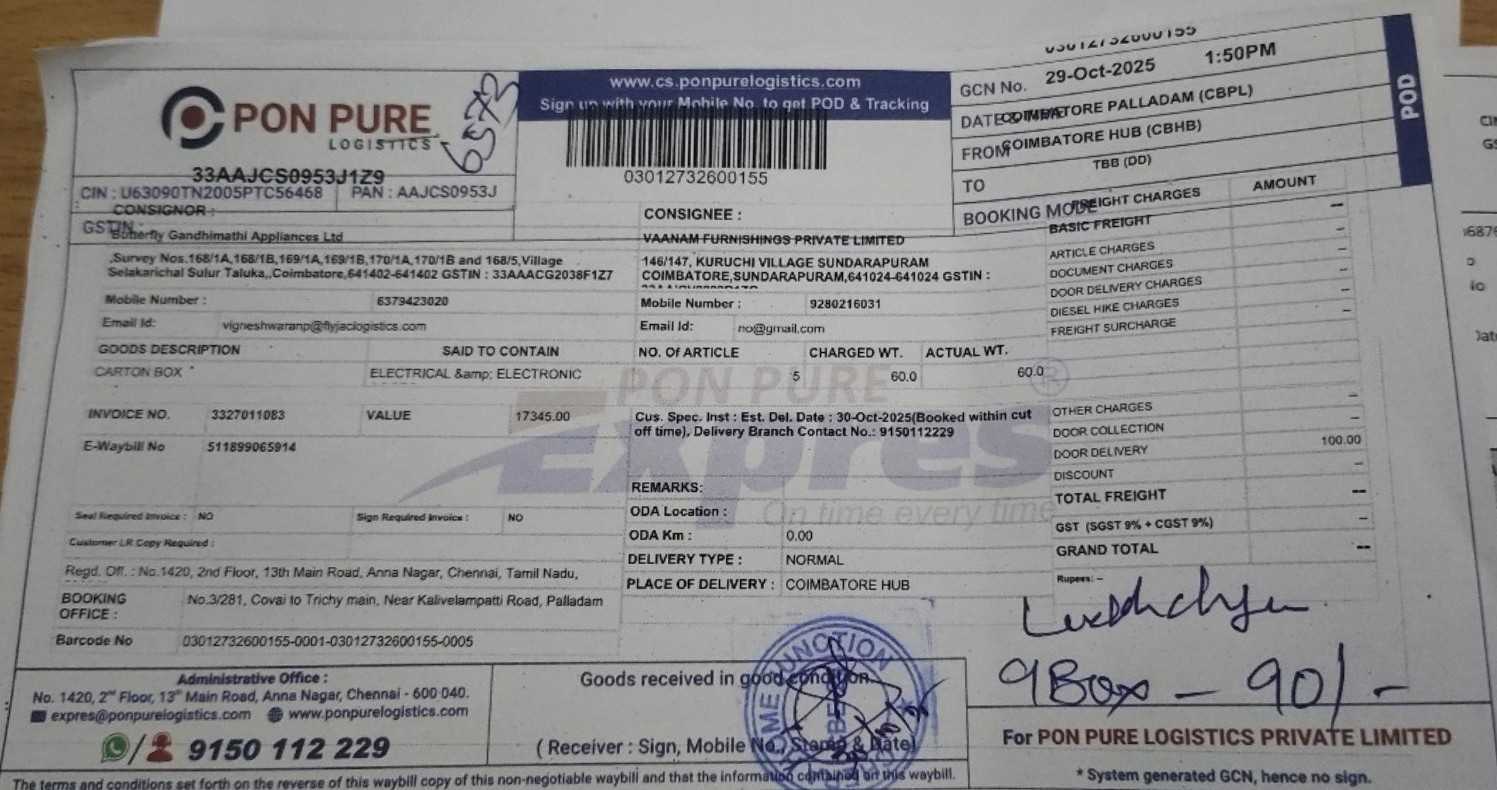 03012732600155
GCN No. 29-Oct-2025 1:50PM
DATE & TIME COIMBATORE PALLADAM (CBPL)
FROM COIMBATORE HUB (CBHB)
TO TBB (DD)
BOOKING MODE
POD
www.cs.ponpurelogistics.com
Sign up with your Mobile No. to get POD & Tracking
03012732600155
PON PURE
LOGISTICS
33AAJCS0953J1Z9
CIN : U63090TN2005PTC56468 PAN : AAJCS0953J
CONSIGNOR :
GSTIN :
Butterfly Gandhimathi Appliances Ltd
,Survey Nos.168/1A,168/1B,169/1A,169/1B,170/1A,170/1B and 168/5,Village
Selakarichal Sulur Taluka,,Coimbatore,641402-641402 GSTIN : 33AAACG2038F1Z7
Mobile Number : 6379423020
Email Id: vigneshwaranp@flyjaclogistics.com
CONSIGNEE :
VAANAM FURNISHINGS PRIVATE LIMITED
146/147, KURUCHI VILLAGE SUNDARAPURAM
COIMBATORE,SUNDARAPURAM,641024-641024 GSTIN :
Mobile Number : 9280216031
Email Id: no@gmail.com
GOODS DESCRIPTION SAID TO CONTAIN NO. Of ARTICLE CHARGED WT. ACTUAL WT.
CARTON BOX ELECTRICAL &amp; ELECTRONIC 5 60.0 60.0
INVOICE NO. 3327011083 VALUE 17345.00
E-Waybill No 511899065914
Cus. Spec. Inst : Est. Del. Date : 30-Oct-2025(Booked within cut
off time), Delivery Branch Contact No.: 9150112229
PON PURE
Expres
On time every time
Seal Required Invoice : NO Sign Required Invoice : NO
Customer LR Copy Required :
REMARKS:
ODA Location :
ODA Km : 0.00
DELIVERY TYPE : NORMAL
PLACE OF DELIVERY : COIMBATORE HUB
Regd. Off. : No.1420, 2nd Floor, 13th Main Road, Anna Nagar, Chennai, Tamil Nadu,
BOOKING OFFICE : No.3/281, Covai to Trichy main, Near Kalivelampatti Road, Palladam
Barcode No 03012732600155-0001-03012732600155-0005
FREIGHT CHARGES AMOUNT
BASIC FREIGHT --
ARTICLE CHARGES –
DOCUMENT CHARGES –
DOOR DELIVERY CHARGES –
DIESEL HIKE CHARGES –
FREIGHT SURCHARGE –
OTHER CHARGES –
DOOR COLLECTION –
DOOR DELIVERY 100.00
DISCOUNT –
TOTAL FREIGHT --
GST (SGST 9% + CGST 9%) –
GRAND TOTAL --
Rupees: –
9 Box – 90/-
Administrative Office :
No. 1420, 2nd Floor, 13th Main Road, Anna Nagar, Chennai - 600 040.
expres@ponpurelogistics.com www.ponpurelogistics.com
9150 112 229
Goods received in good condition.
( Receiver : Sign, Mobile No., Stamp & Date)
For PON PURE LOGISTICS PRIVATE LIMITED
* System generated GCN, hence no sign.
The terms and conditions set forth on the reverse of this waybill copy of this non-negotiable waybill and that the information contained on this waybill.